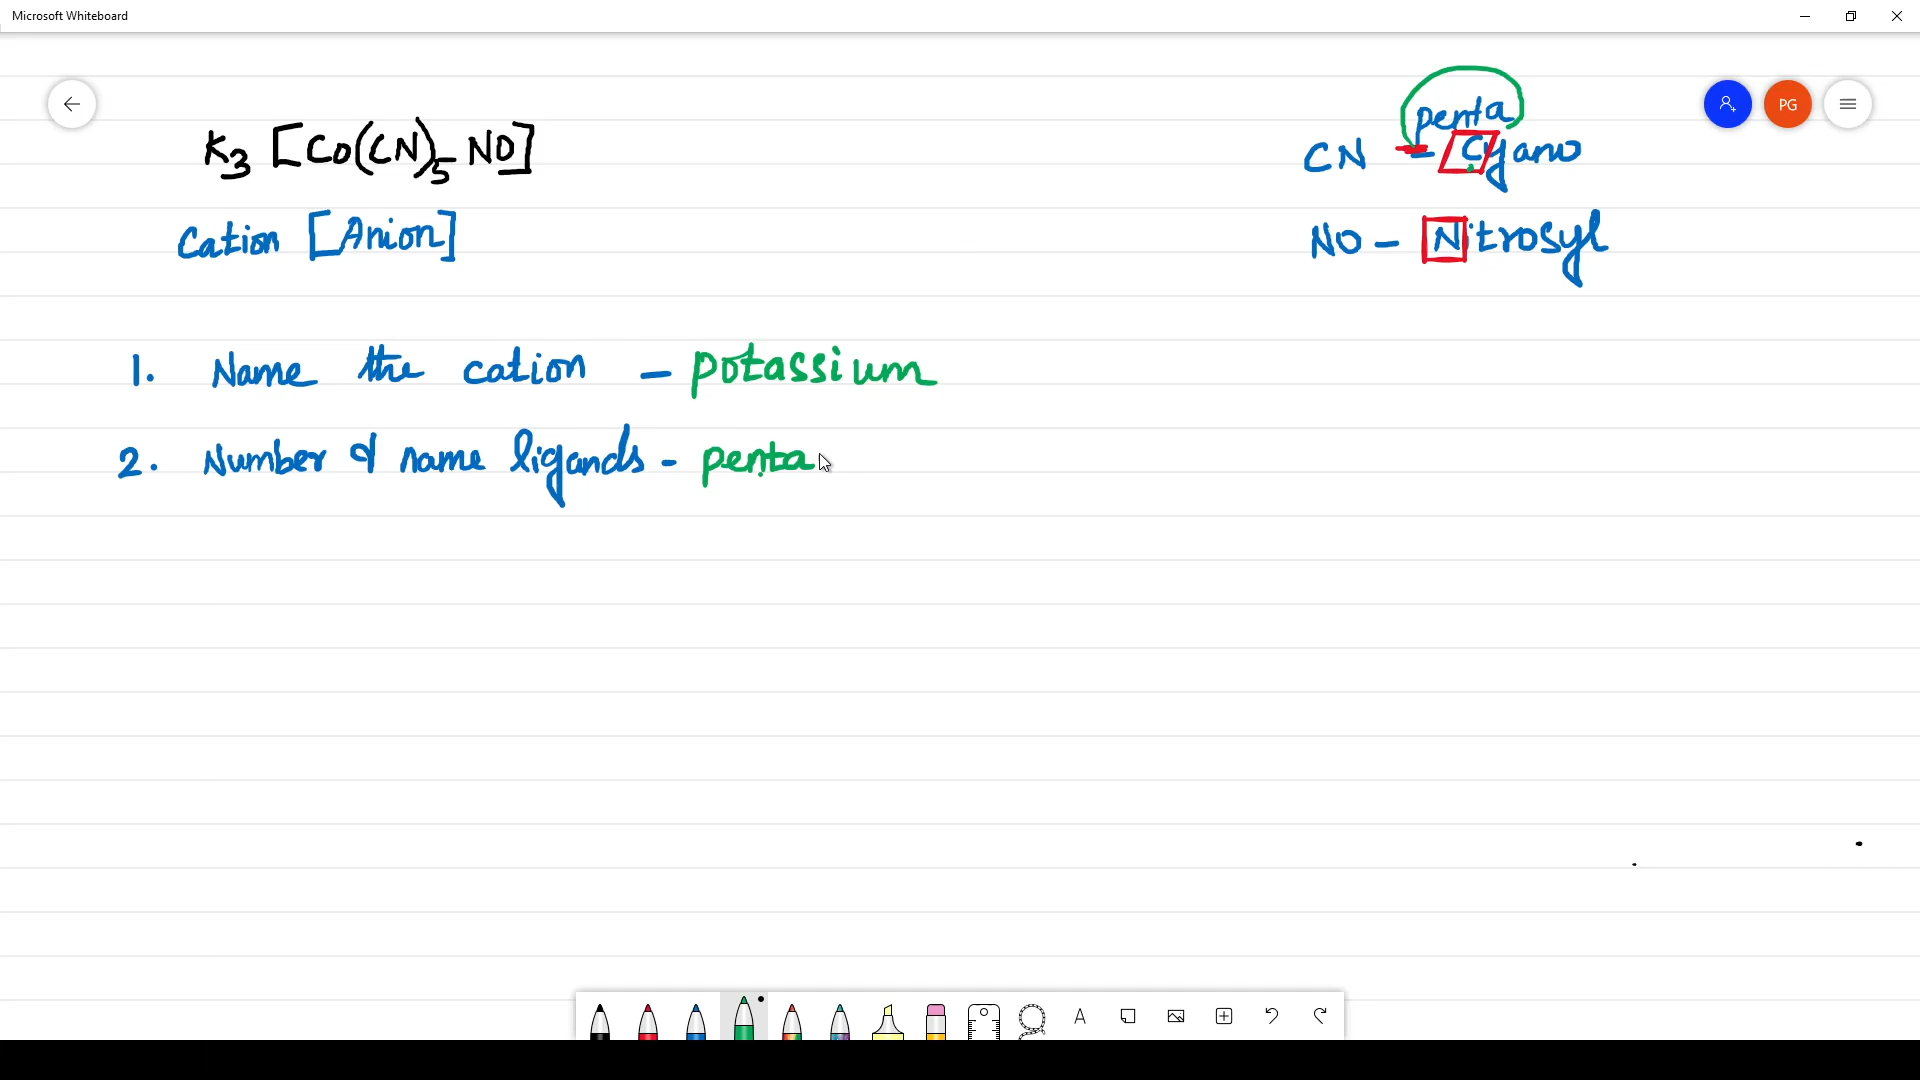 Microsoft Whiteboard
PG
K3 [Co(CN)5 NO]
Cation [Anion]
penta
CN - Cyano
NO - Nitrosyl
1. Name the cation - potassium
2. Number & name ligands - penta
A